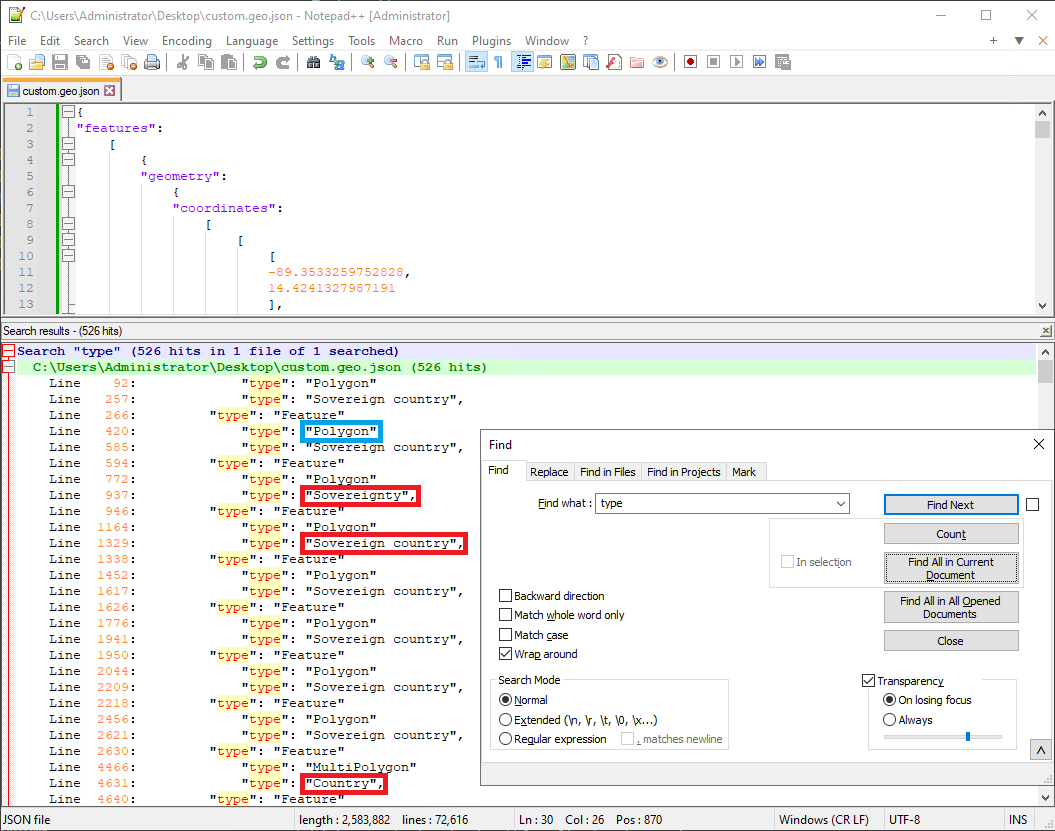 C:\Users\Administrator\Desktop\custom.geo.json - Notepad++ [Administrator]
File Edit Search View Encoding Language Settings Tools Macro Run Plugins Window ?
custom.geo.json
1 {
2 "features":
3 [
4 {
5 "geometry":
6 {
7 "coordinates":
8 [
9 [
10 [
11 -89.3533259752828,
12 14.4241327987191
13 ],
Search results - (526 hits)
Search "type" (526 hits in 1 file of 1 searched)
C:\Users\Administrator\Desktop\custom.geo.json (526 hits)
Line 92: "type": "Polygon"
Line 257: "type": "Sovereign country",
Line 266: "type": "Feature"
Line 420: "type": "Polygon"
Line 585: "type": "Sovereign country",
Line 594: "type": "Feature"
Line 772: "type": "Polygon"
Line 937: "type": "Sovereignty",
Line 946: "type": "Feature"
Line 1164: "type": "Polygon"
Line 1329: "type": "Sovereign country",
Line 1338: "type": "Feature"
Line 1452: "type": "Polygon"
Line 1617: "type": "Sovereign country",
Line 1626: "type": "Feature"
Line 1776: "type": "Polygon"
Line 1941: "type": "Sovereign country",
Line 1950: "type": "Feature"
Line 2044: "type": "Polygon"
Line 2209: "type": "Sovereign country",
Line 2218: "type": "Feature"
Line 2456: "type": "Polygon"
Line 2621: "type": "Sovereign country",
Line 2630: "type": "Feature"
Line 4466: "type": "MultiPolygon"
Line 4631: "type": "Country",
Line 4640: "type": "Feature"
Find
Find Replace Find in Files Find in Projects Mark
Find what : type
Find Next
Count
In selection
Find All in Current
Document
Find All in All Opened
Documents
Close
Backward direction
Match whole word only
Match case
Wrap around
Search Mode
Normal
Extended (\n, \r, \t, \0, \x...)
Regular expression
. matches newline
Transparency
On losing focus
Always
JSON file length : 2,583,882 lines : 72,616 Ln : 30 Col : 26 Pos : 870 Windows (CR LF) UTF-8 INS